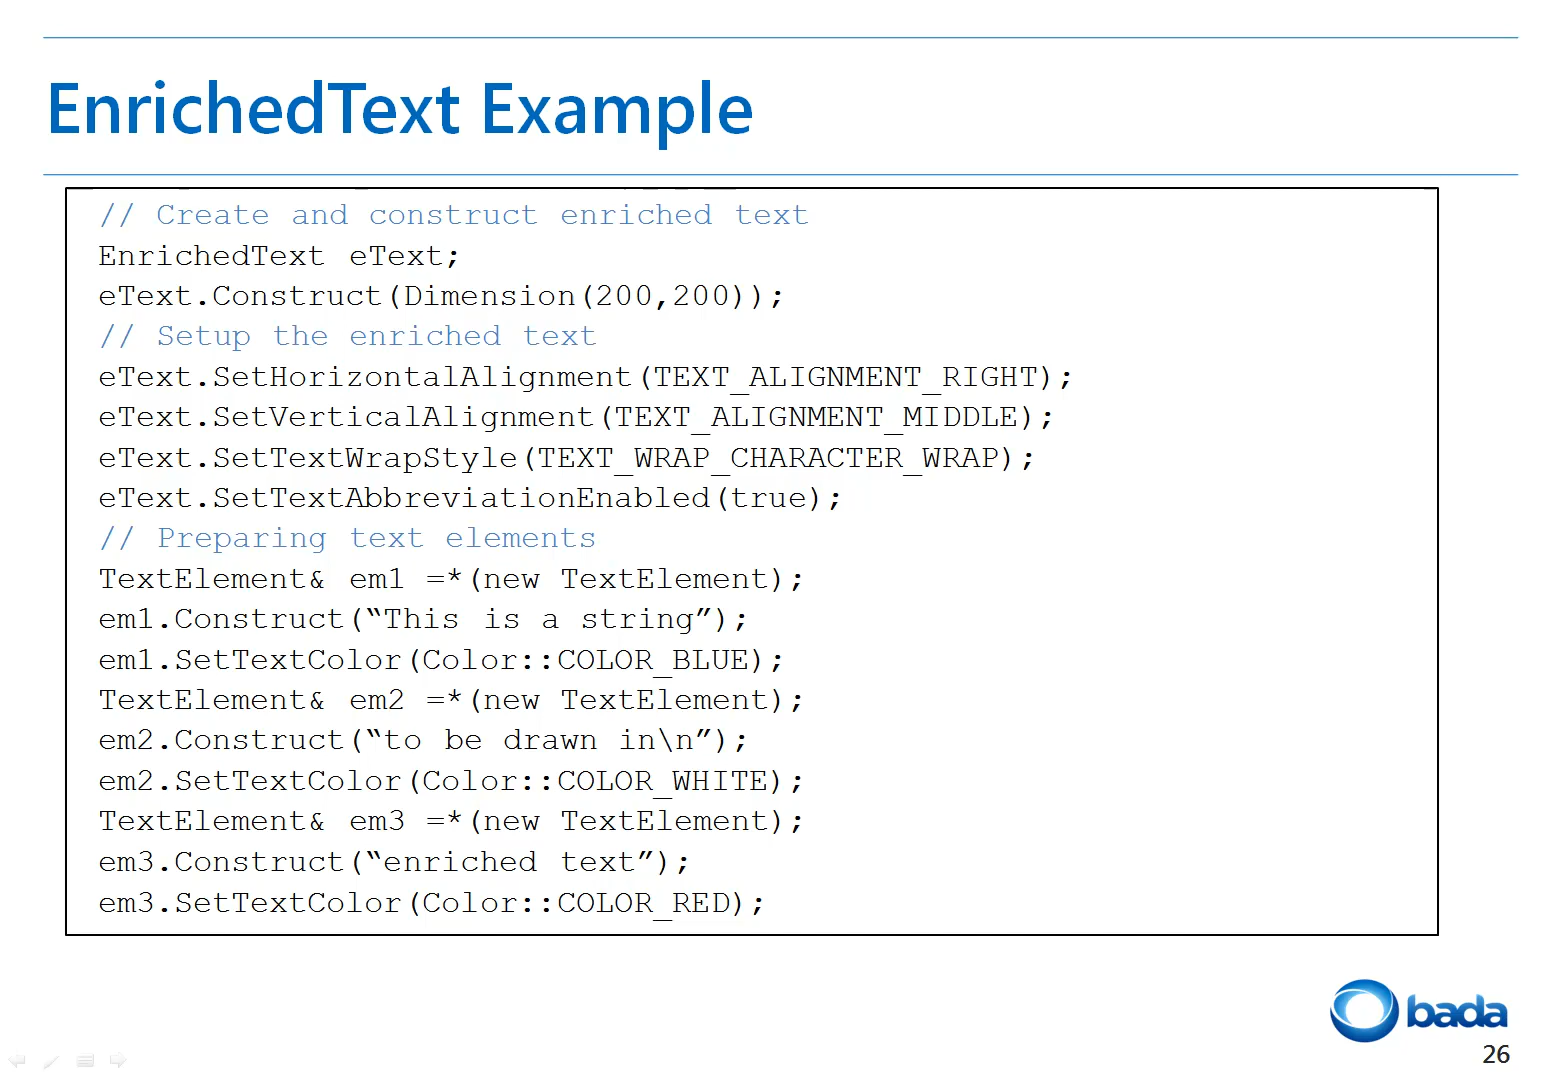 EnrichedText Example
// Create and construct enriched text
EnrichedText eText;
eText.Construct(Dimension(200,200));
// Setup the enriched text
eText.SetHorizontalAlignment(TEXT_ALIGNMENT_RIGHT);
eText.SetVerticalAlignment(TEXT_ALIGNMENT_MIDDLE);
eText.SetTextWrapStyle(TEXT_WRAP_CHARACTER_WRAP);
eText.SetTextAbbreviationEnabled(true);
// Preparing text elements
TextElement& em1 =*(new TextElement);
em1.Construct(“This is a string”);
em1.SetTextColor(Color::COLOR_BLUE);
TextElement& em2 =*(new TextElement);
em2.Construct(“to be drawn in\n”);
em2.SetTextColor(Color::COLOR_WHITE);
TextElement& em3 =*(new TextElement);
em3.Construct(“enriched text”);
em3.SetTextColor(Color::COLOR_RED);
bada
26